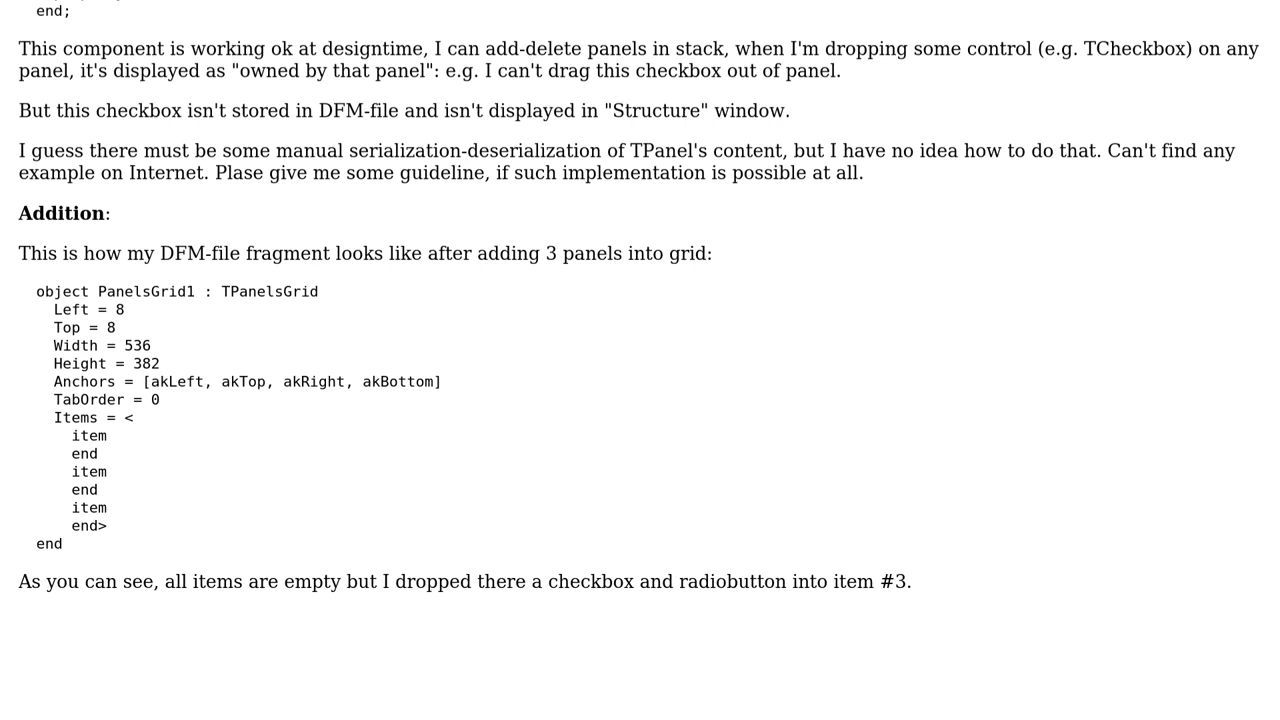 end;
This component is working ok at designtime, I can add-delete panels in stack, when I'm dropping some control (e.g. TCheckbox) on any
panel, it's displayed as "owned by that panel": e.g. I can't drag this checkbox out of panel.
But this checkbox isn't stored in DFM-file and isn't displayed in "Structure" window.
I guess there must be some manual serialization-deserialization of TPanel's content, but I have no idea how to do that. Can't find any
example on Internet. Plase give me some guideline, if such implementation is possible at all.
Addition:
This is how my DFM-file fragment looks like after adding 3 panels into grid:
object PanelsGrid1 : TPanelsGrid
Left = 8
Top = 8
Width = 536
Height = 382
Anchors = [akLeft, akTop, akRight, akBottom]
TabOrder = 0
Items = <
item
end
item
end
item
end>
end
As you can see, all items are empty but I dropped there a checkbox and radiobutton into item #3.